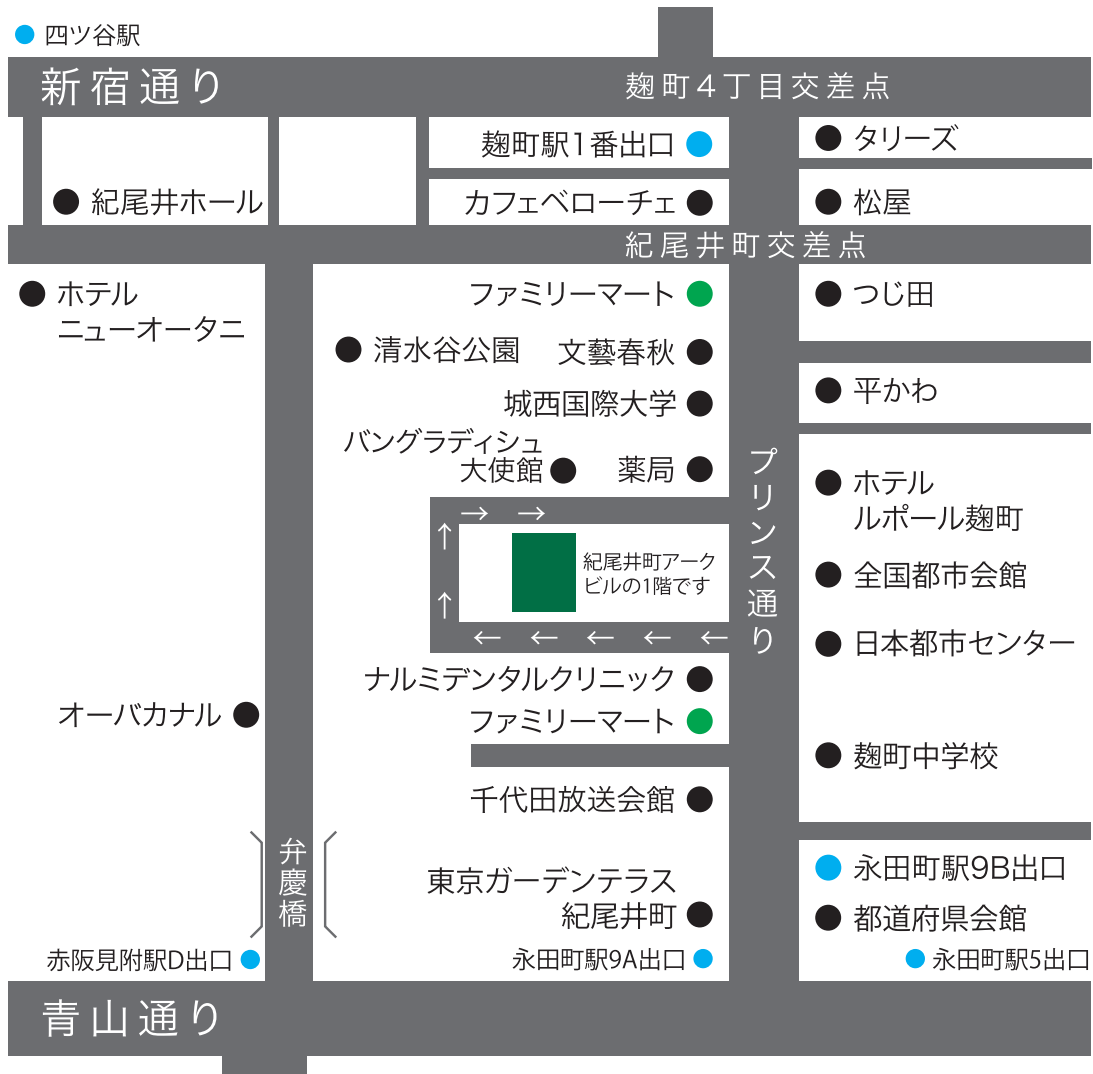 四ツ谷駅
新宿通り
麹町4丁目交差点
麹町駅1番出口
タリーズ
紀尾井ホール
カフェベローチェ
松屋
紀尾井町交差点
ホテル
ニューオータニ
ファミリーマート
つじ田
清水谷公園
文藝春秋
城西国際大学
平かわ
バングラディシュ
大使館
薬局
プリンス通り
ホテル
ルポール麹町
→ →
↑
↑
紀尾井町アーク
ビルの1階です
全国都市会館
← ← ← ← ←
日本都市センター
ナルミデンタルクリニック
オーバカナル
ファミリーマート
麹町中学校
千代田放送会館
弁慶橋
東京ガーデンテラス
紀尾井町
永田町駅9B出口
都道府県会館
赤阪見附駅D出口
永田町駅9A出口
永田町駅5出口
青山通り